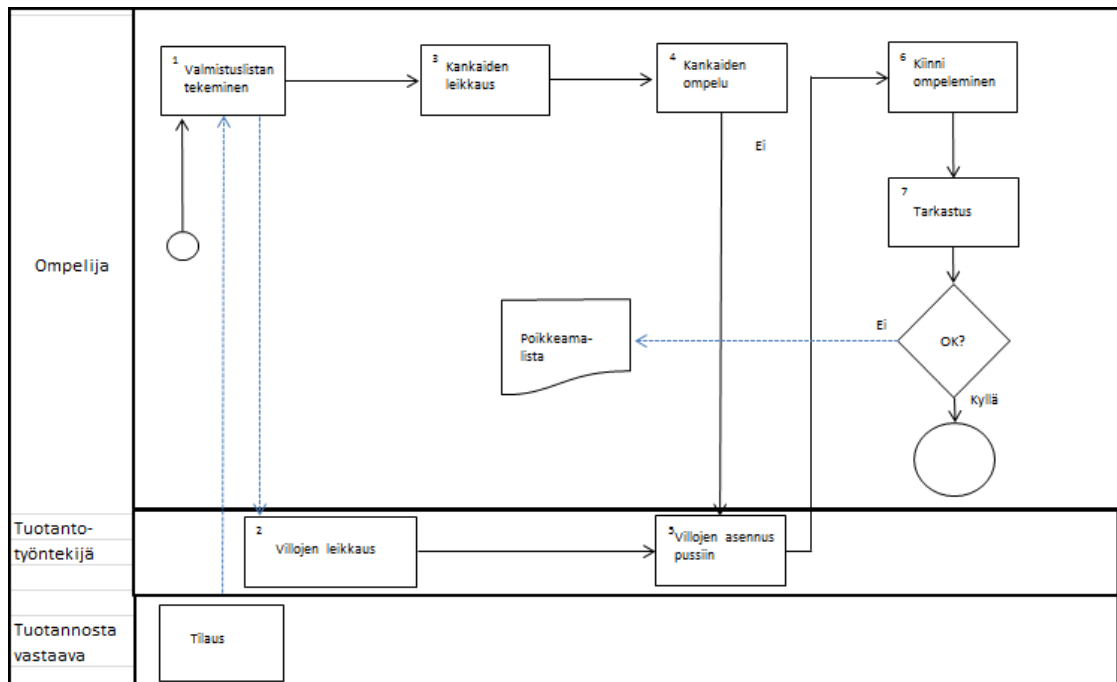 1
Valmistuslistan
tekeminen
3
Kankaiden
leikkaus
4
Kankaiden
ompelu
6
Kiinni
ompeleminen
Ei
7
Tarkastus
Ompelija
Poikkeama-
lista
Ei
OK?
Kyllä
Tuotanto-
työntekijä
2
Villojen leikkaus
5
Villojen asennus
pussiin
Tuotannosta
vastaava
Tilaus